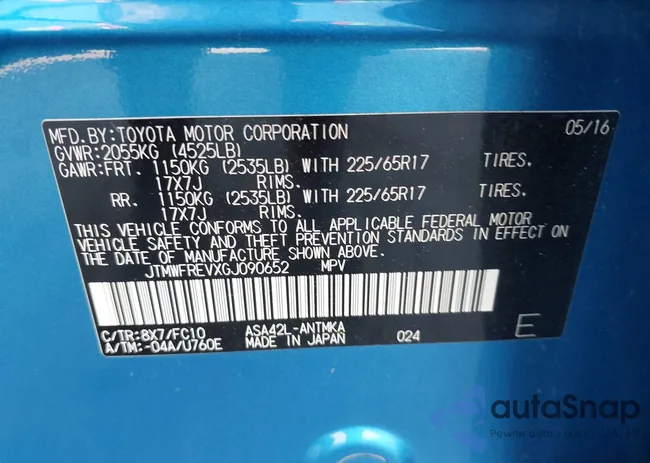 MFD.BY:TOYOTA MOTOR CORPORATION 05/16
GVWR:2055KG (4525LB)
GAWR:FRT. 1150KG (2535LB) WITH 225/65R17 TIRES.
17X7J RIMS.
RR. 1150KG (2535LB) WITH 225/65R17 TIRES.
17X7J RIMS.
THIS VEHICLE CONFORMS TO ALL APPLICABLE FEDERAL MOTOR
VEHICLE SAFETY AND THEFT PREVENTION STANDARDS IN EFFECT ON
THE DATE OF MANUFACTURE SHOWN ABOVE.
JTMWFREVXGJ090652 MPV
C/TR:8X7/FC10 ASA42L-ANTMKA
A/TM:-04A/U760E MADE IN JAPAN 024
E
autaSnap
Pewne auta z